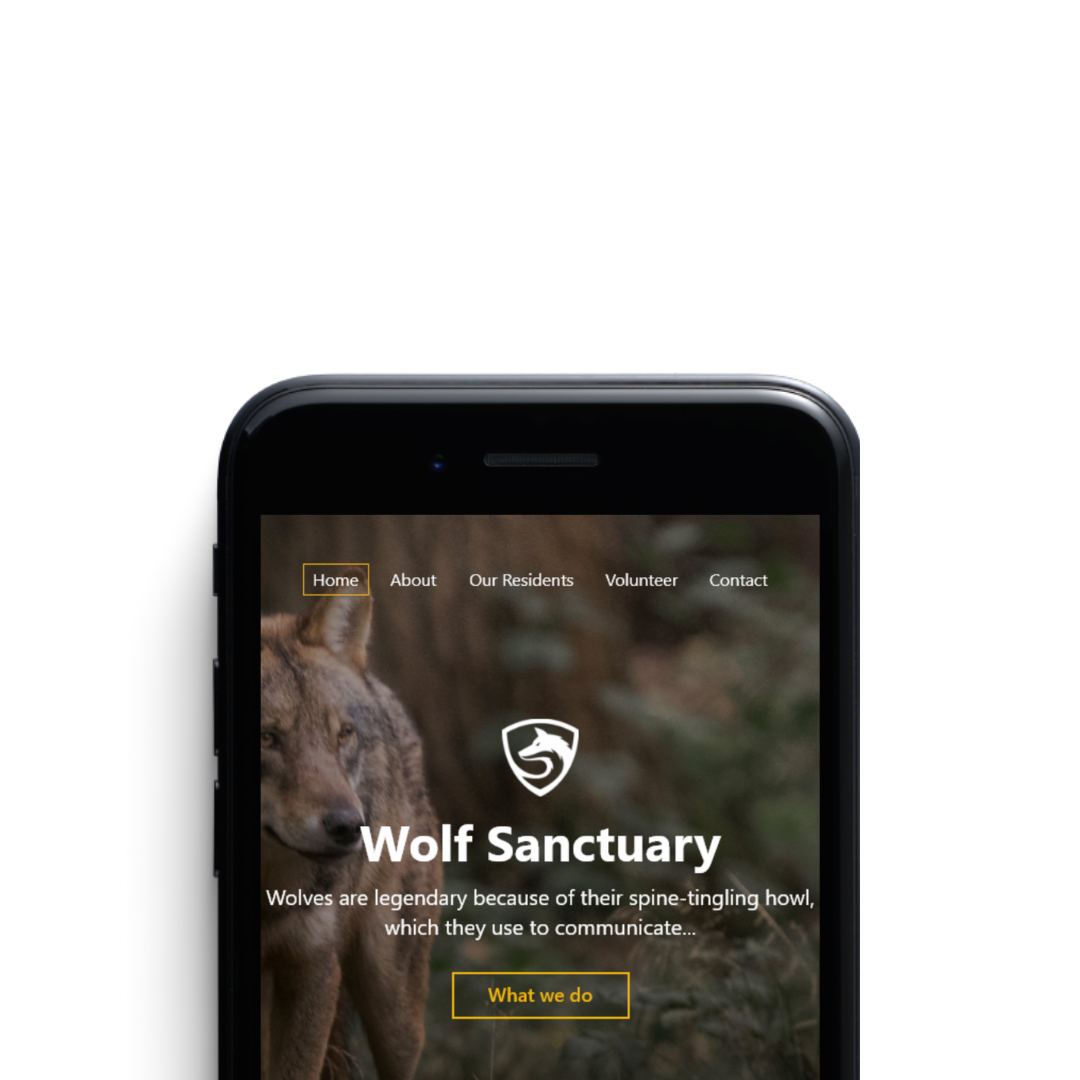 Home About Our Residents Volunteer Contact
Wolf Sanctuary
Wolves are legendary because of their spine-tingling howl,
which they use to communicate...
What we do